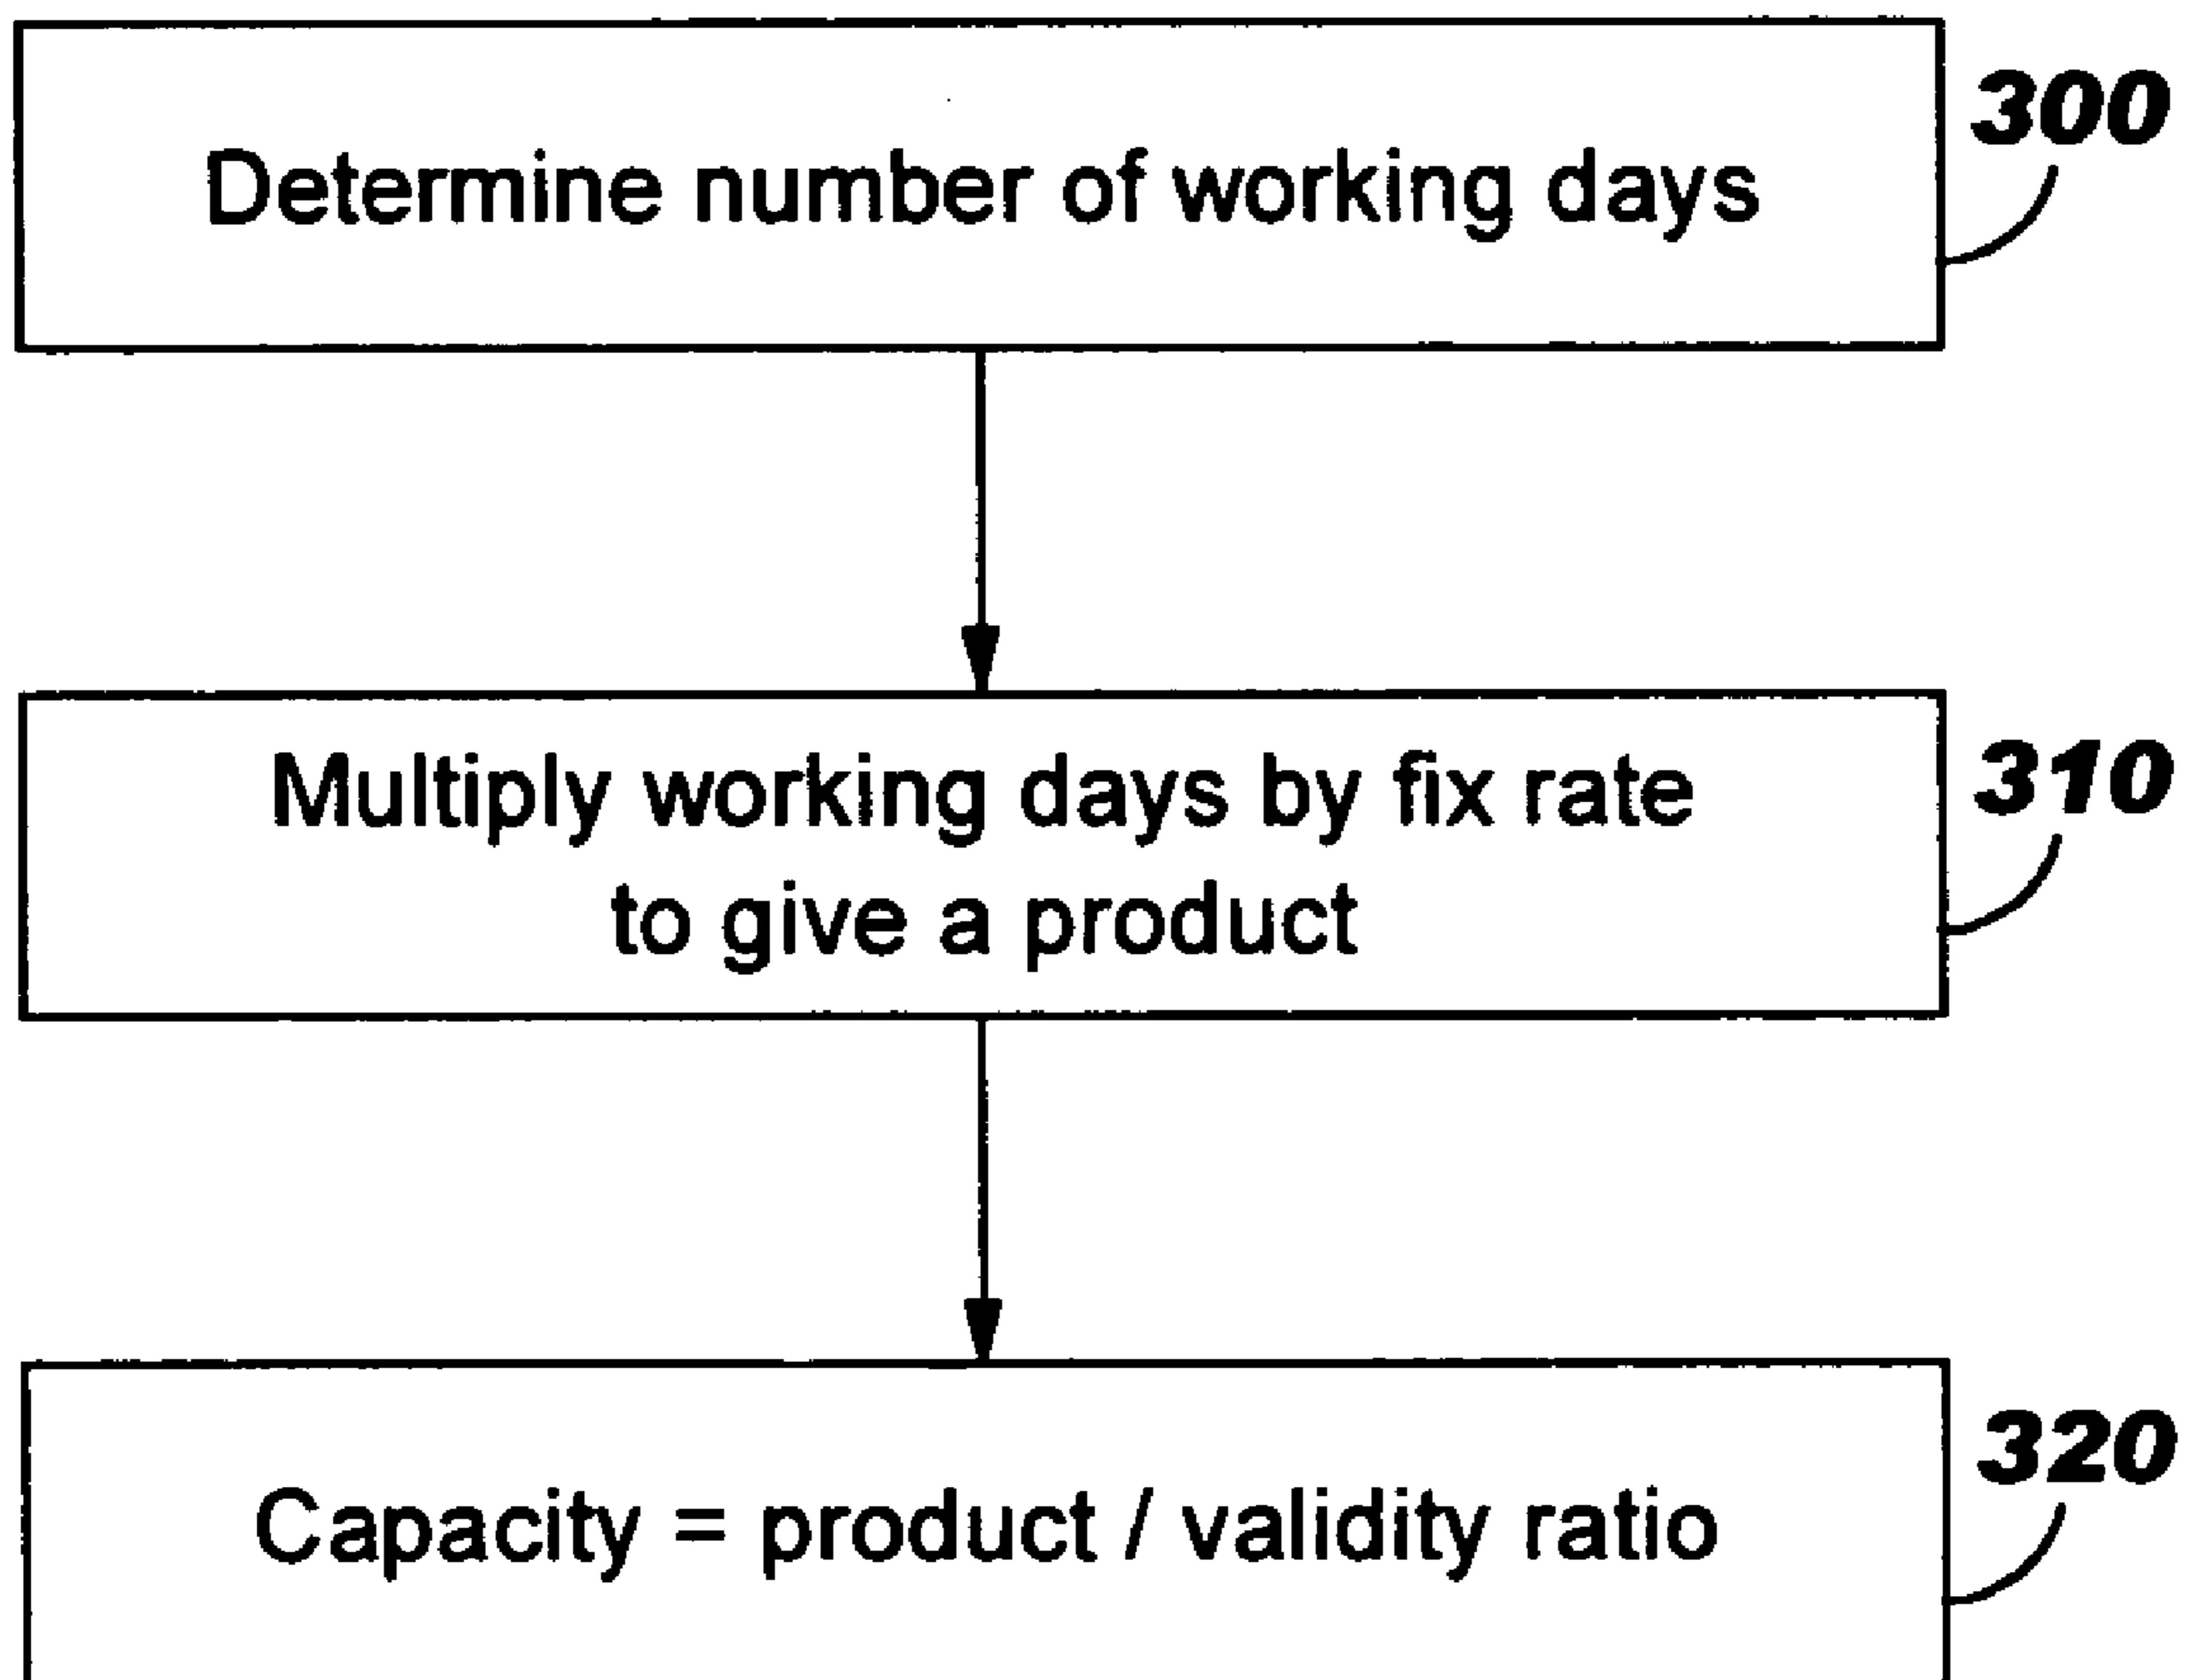 300
Determine number of working days
310
Multiply working days by fix rate
to give a product
320
Capacity = product / validity ratio